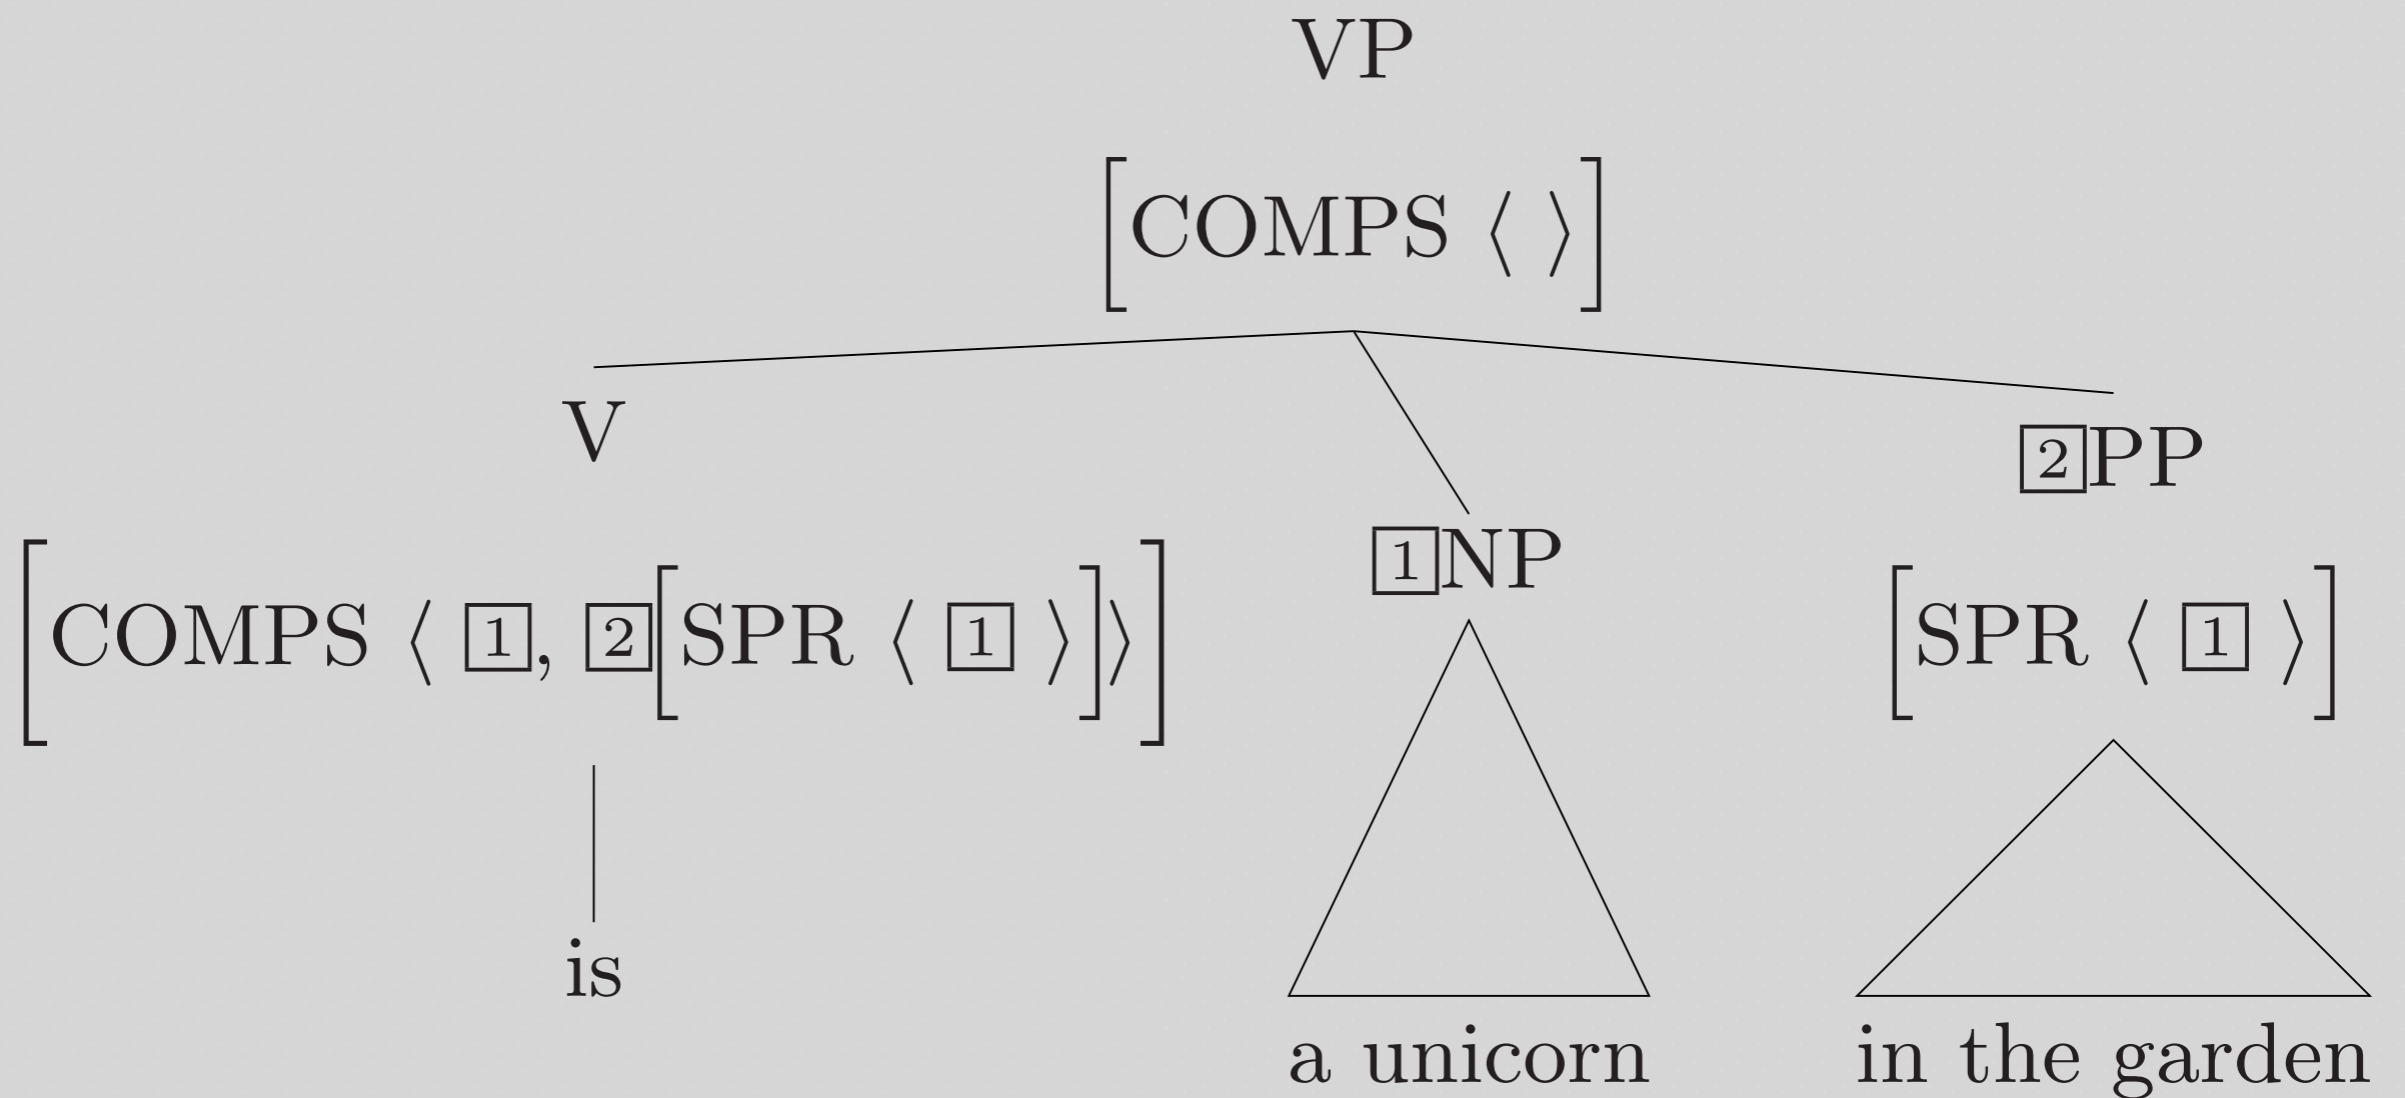 VP
[COMPS ⟨ ⟩]
V
2PP
1NP
[COMPS ⟨ 1, 2[SPR ⟨ 1 ⟩]⟩]
[SPR ⟨ 1 ⟩]
is
a unicorn
in the garden